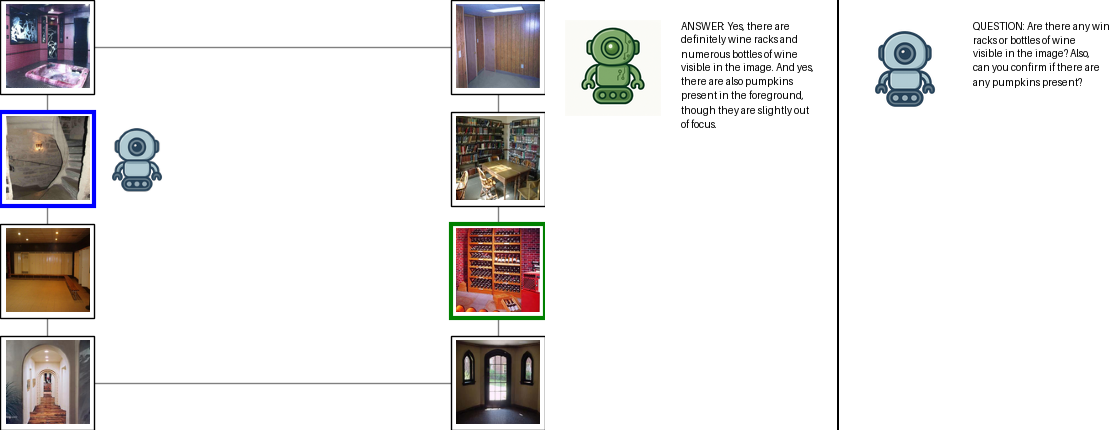 ANSWER: Yes, there are
definitely wine racks and
numerous bottles of wine
visible in the image. And yes,
there are also pumpkins
present in the foreground,
though they are slightly out
of focus.
QUESTION: Are there any win
racks or bottles of wine
visible in the image? Also,
can you confirm if there are
any pumpkins present?